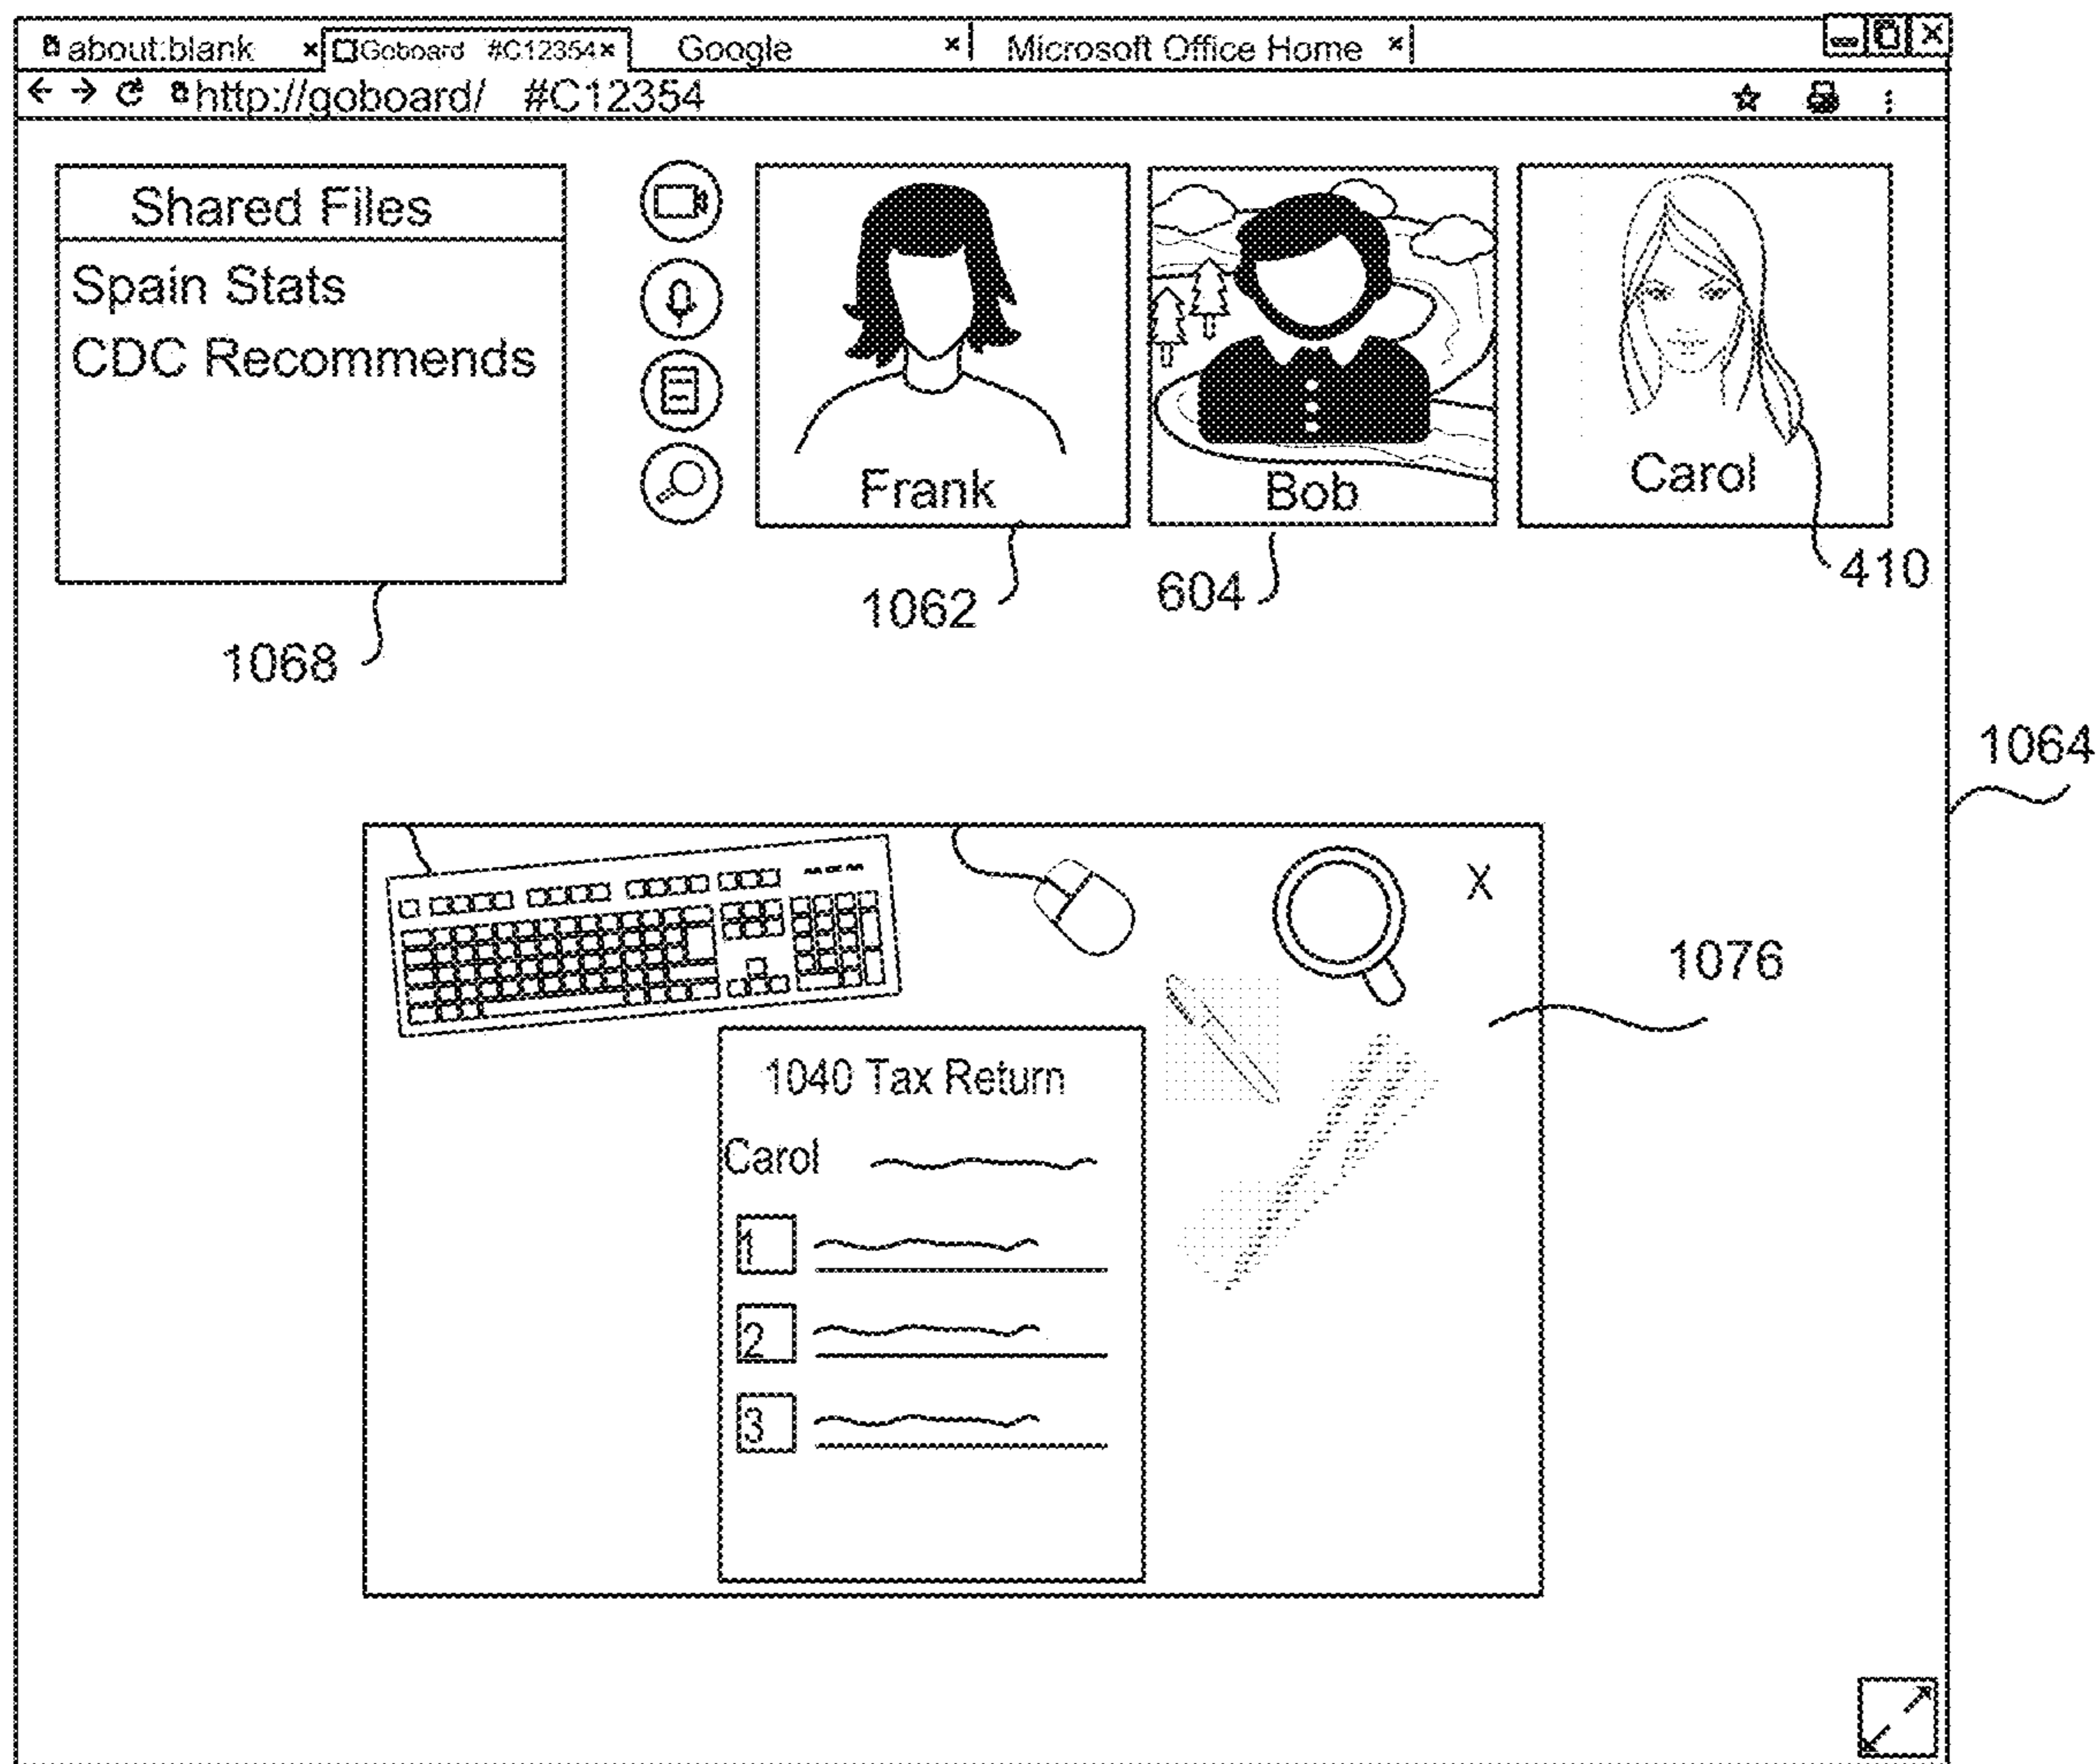 about:blank × Goboard #C12354× Google × Microsoft Office Home ×
http://goboard/ #C12354
Shared Files
Spain Stats
CDC Recommends
Frank
Bob
Carol
1062
604
410
1068
1064
X
1076
1040 Tax Return
Carol
1
2
3